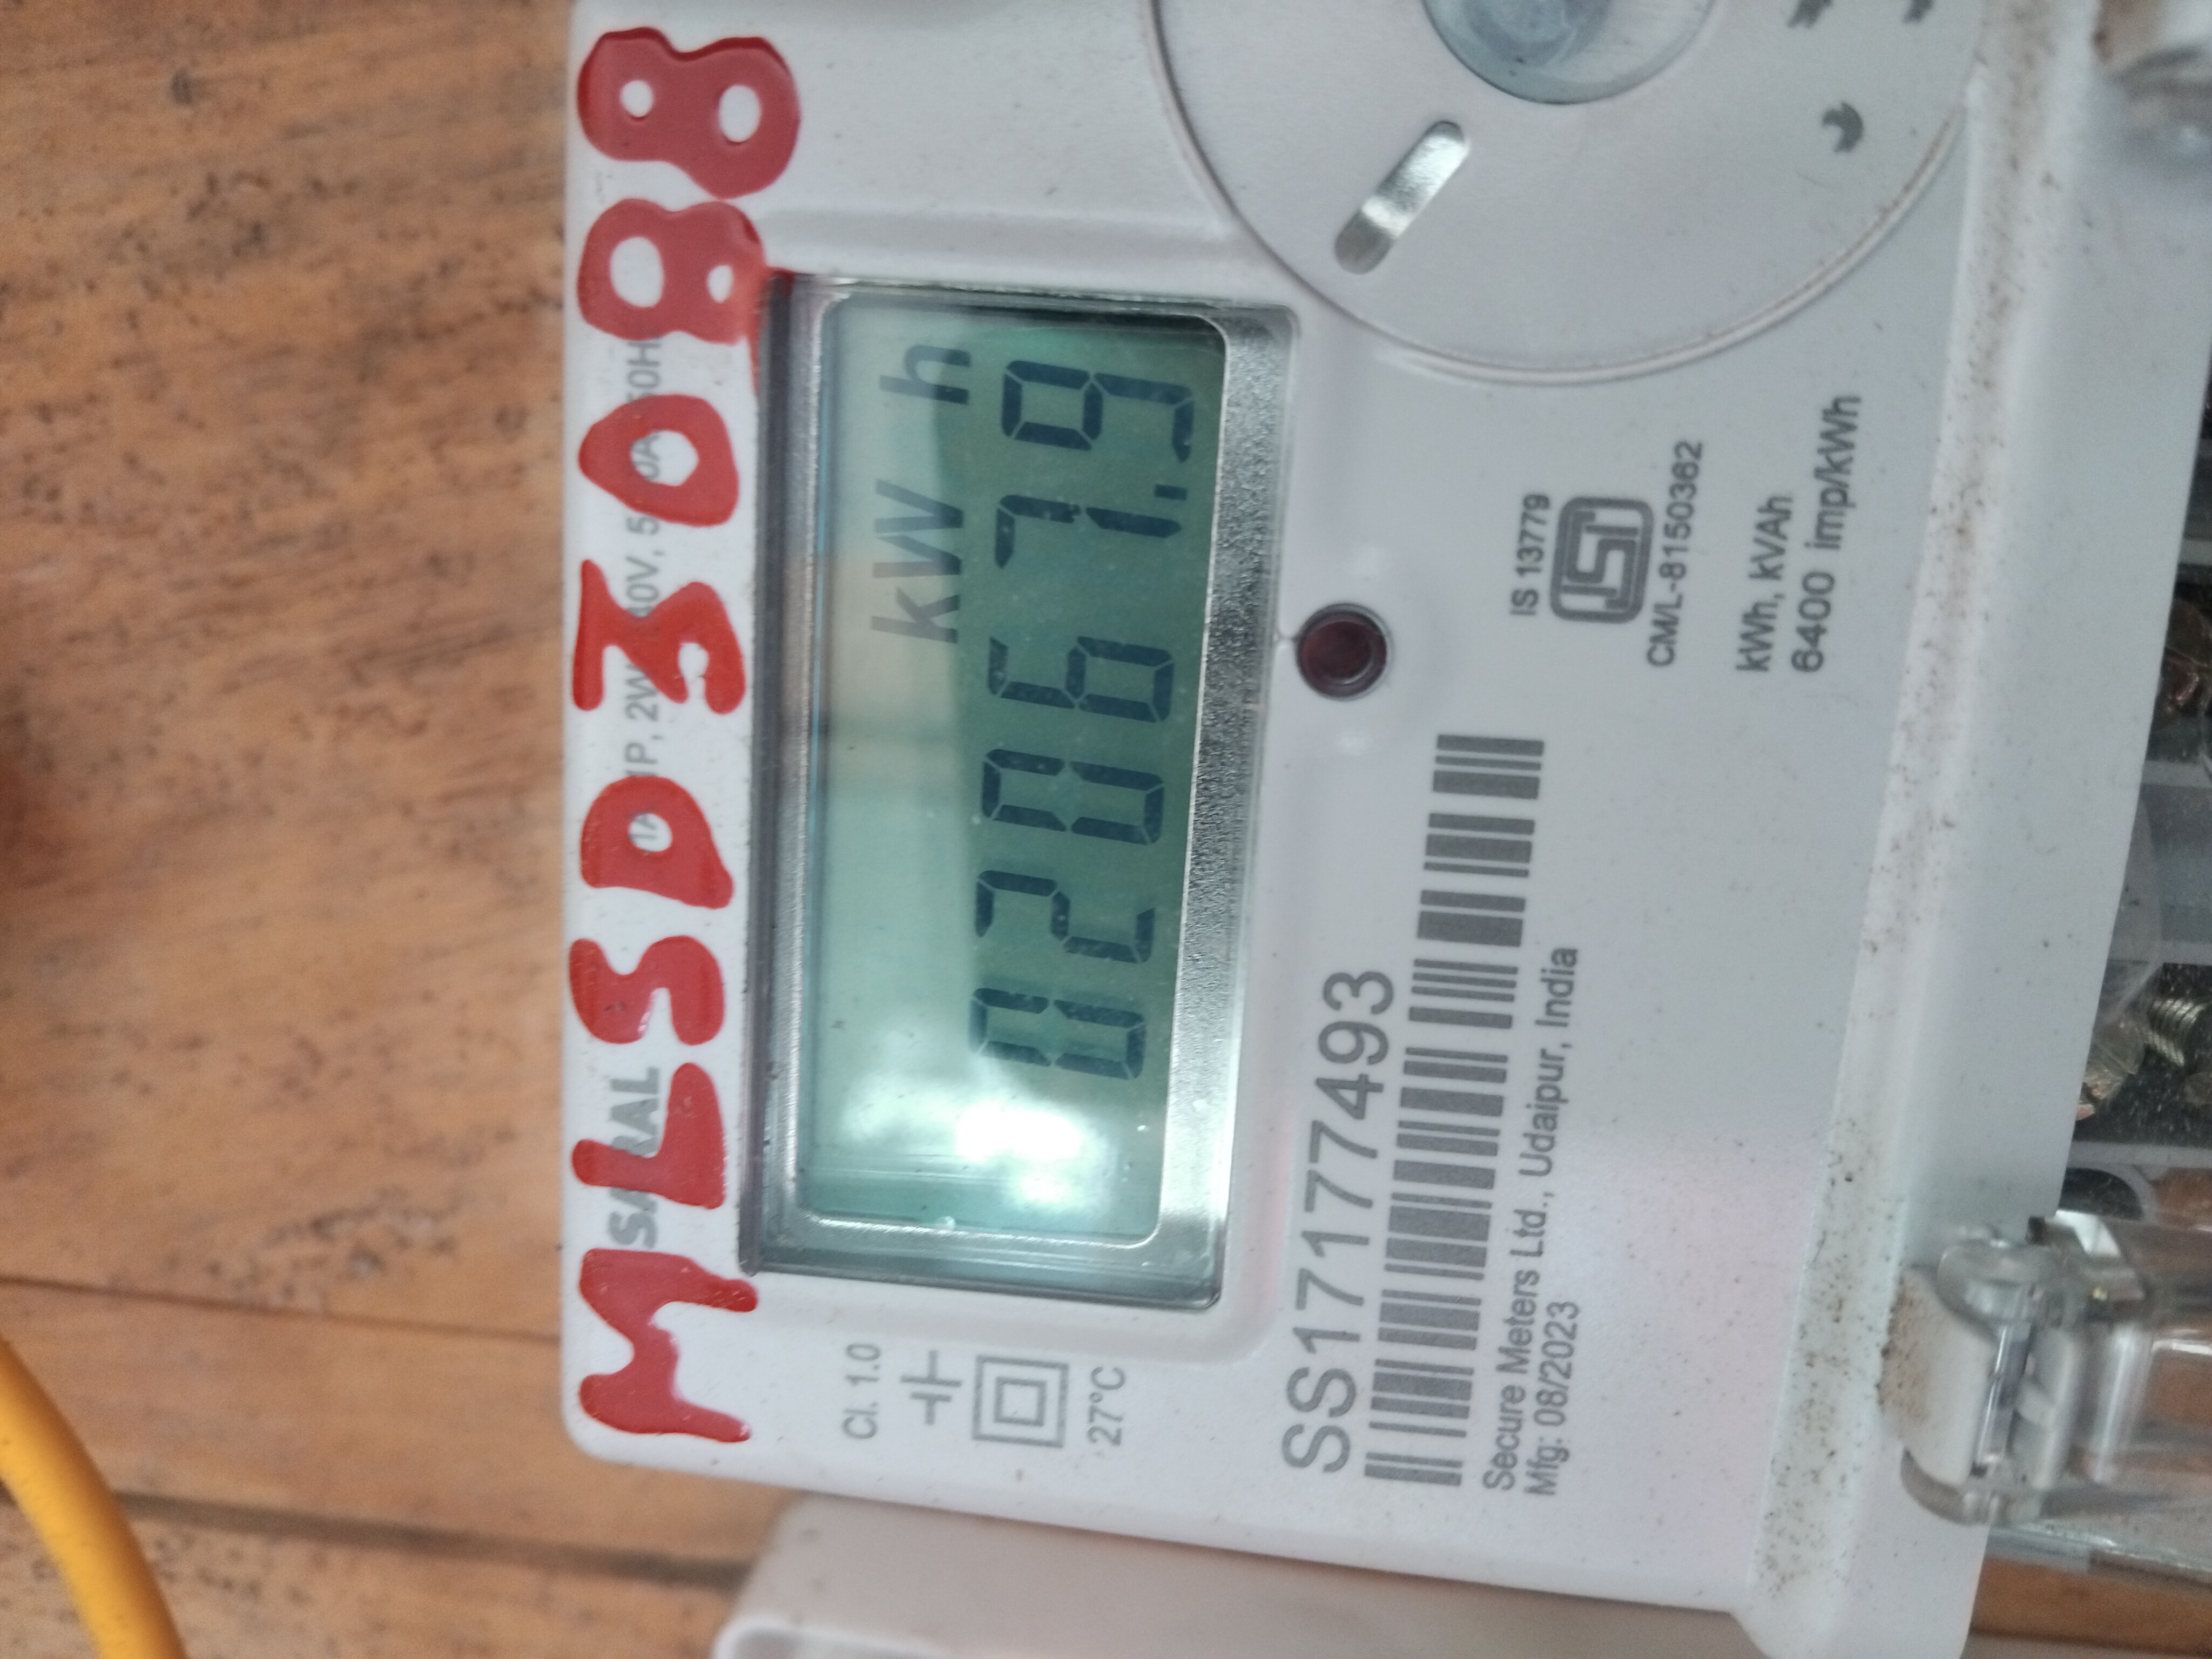 MLSD3088
SARAL
kWh
02067.9
Cl. 1.0
27°C
SS17177493
Secure Meters Ltd., Udaipur, India
Mfg: 08/2023
IS 13779
ISI
CM/L-8150362
kWh, kVAh
6400 imp/kWh